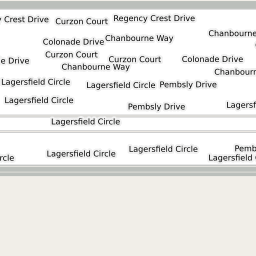 Crest Drive Curzon Court Regency Crest Drive
Chanbourne
Colonade Drive Chanbourne Way
e Drive Curzon Court Curzon Court Colonade Drive
Chanbourne Way Chanbourn
Lagersfield Circle Lagersfield Circle Pembsly Drive
Lagersfield Circle Pembsly Drive Lagersf
Lagersfield Circle
rcle Lagersfield Circle Lagersfield Circle Pemb
Lagersfield